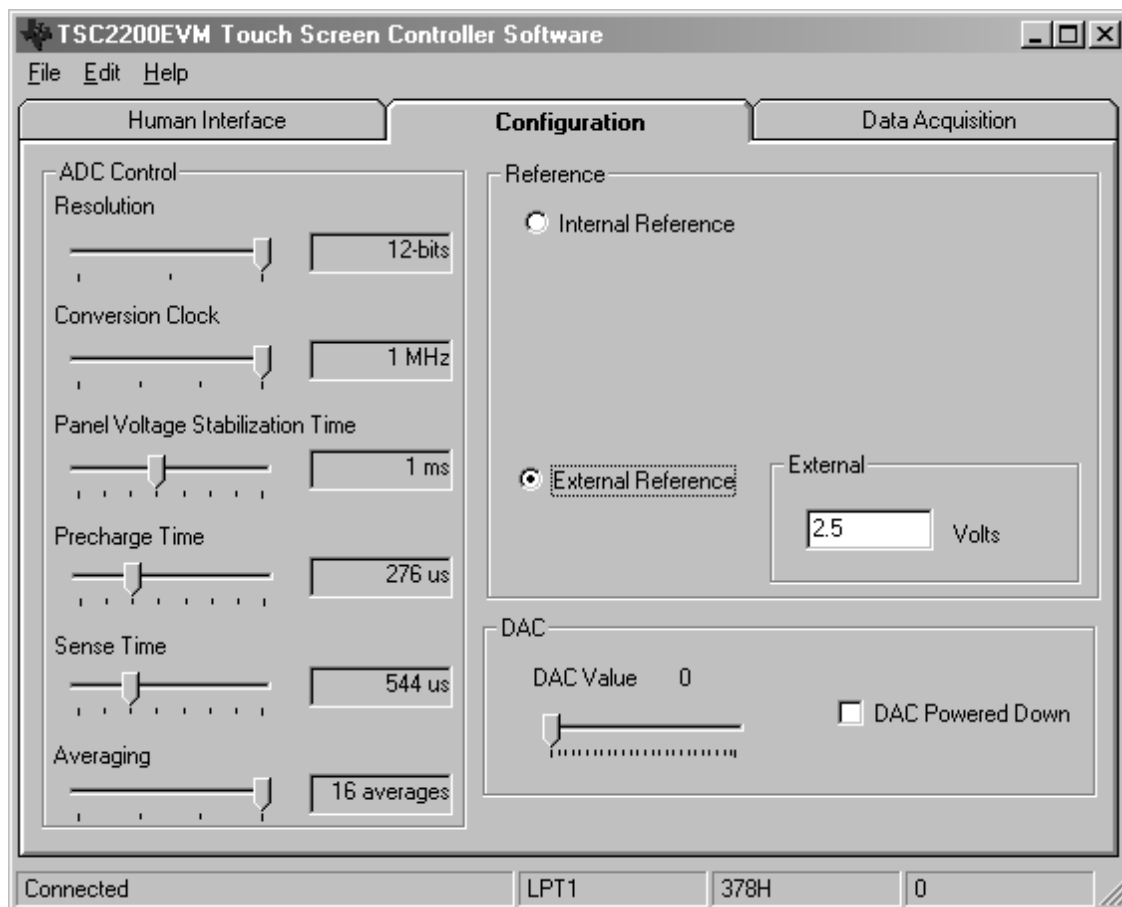 TSC2200EVM Touch Screen Controller Software
File Edit Help
Human Interface
Configuration
Data Acquisition
ADC Control
Resolution
12-bits
Conversion Clock
1 MHz
Panel Voltage Stabilization Time
1 ms
Precharge Time
276 us
Sense Time
544 us
Averaging
16 averages
Reference
Internal Reference
External Reference
External
2.5 Volts
DAC
DAC Value 0
DAC Powered Down
Connected LPT1 378H 0